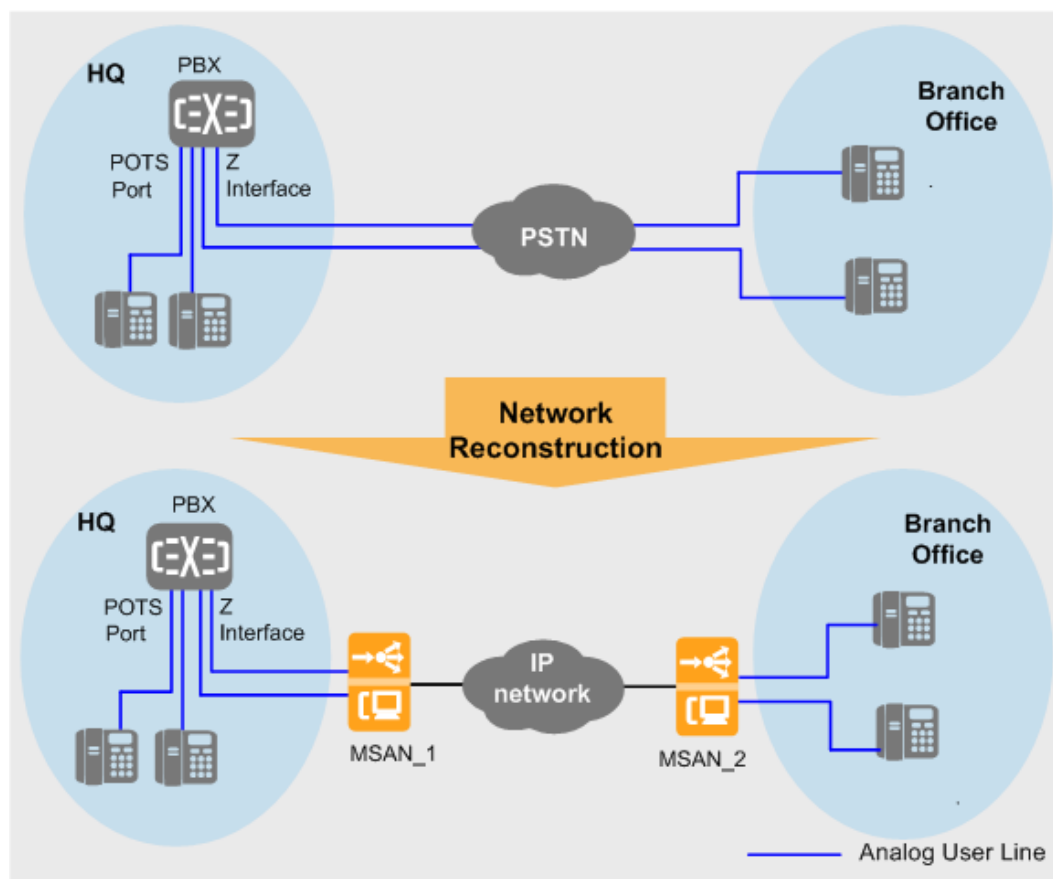 HQ
PBX
Branch
Office
POTS
Port
Z
Interface
PSTN
Network
Reconstruction
HQ
PBX
Branch
Office
POTS
Port
Z
Interface
IP
network
MSAN_1
MSAN_2
Analog User Line